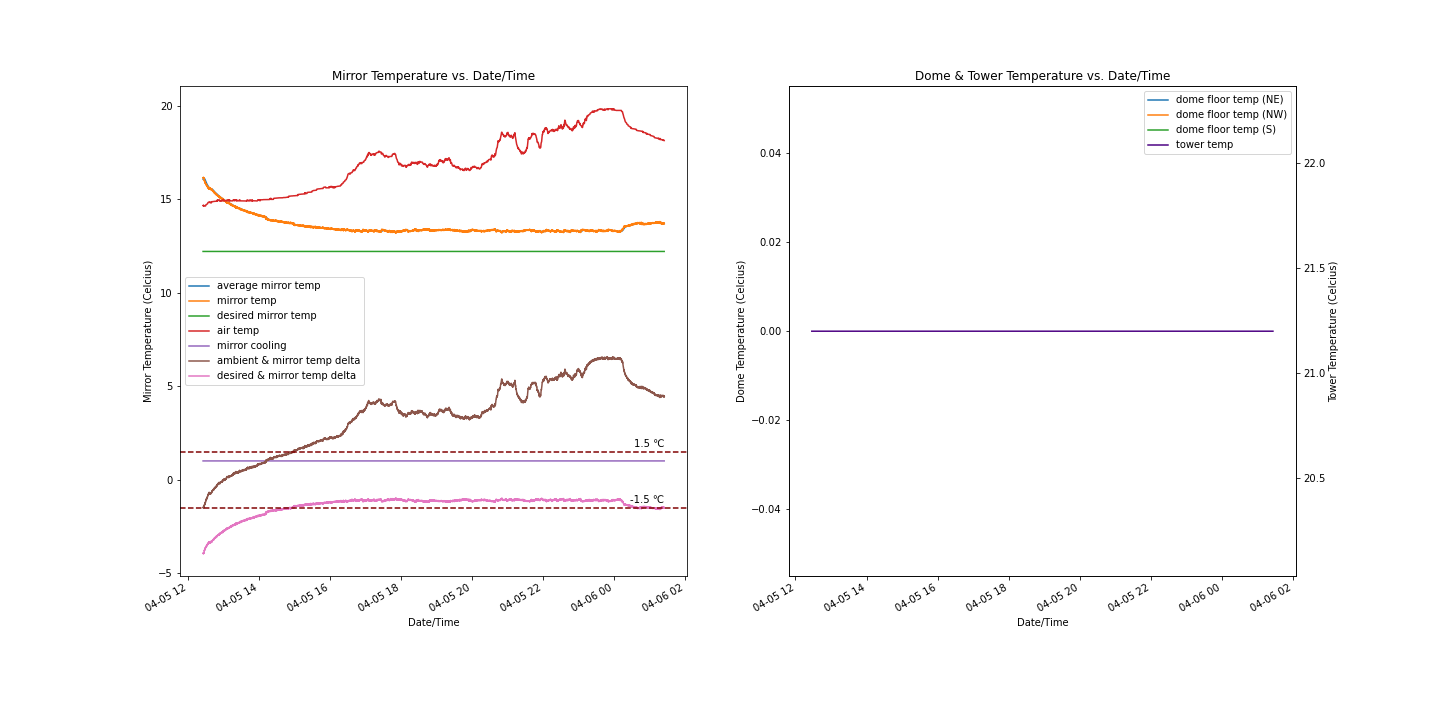 Mirror Temperature vs. Date/Time
Mirror Temperature (Celcius)
20
15
10
5
0
−5
average mirror temp
mirror temp
desired mirror temp
air temp
mirror cooling
ambient & mirror temp delta
desired & mirror temp delta
1.5 ℃
-1.5 ℃
04-05 12
04-05 14
04-05 16
04-05 18
04-05 20
04-05 22
04-06 00
04-06 02
Date/Time
Dome & Tower Temperature vs. Date/Time
Dome Temperature (Celcius)
0.04
0.02
0.00
−0.02
−0.04
dome floor temp (NE)
dome floor temp (NW)
dome floor temp (S)
tower temp
22.0
21.5
21.0
20.5
Tower Temperature (Celcius)
04-05 12
04-05 14
04-05 16
04-05 18
04-05 20
04-05 22
04-06 00
04-06 02
Date/Time